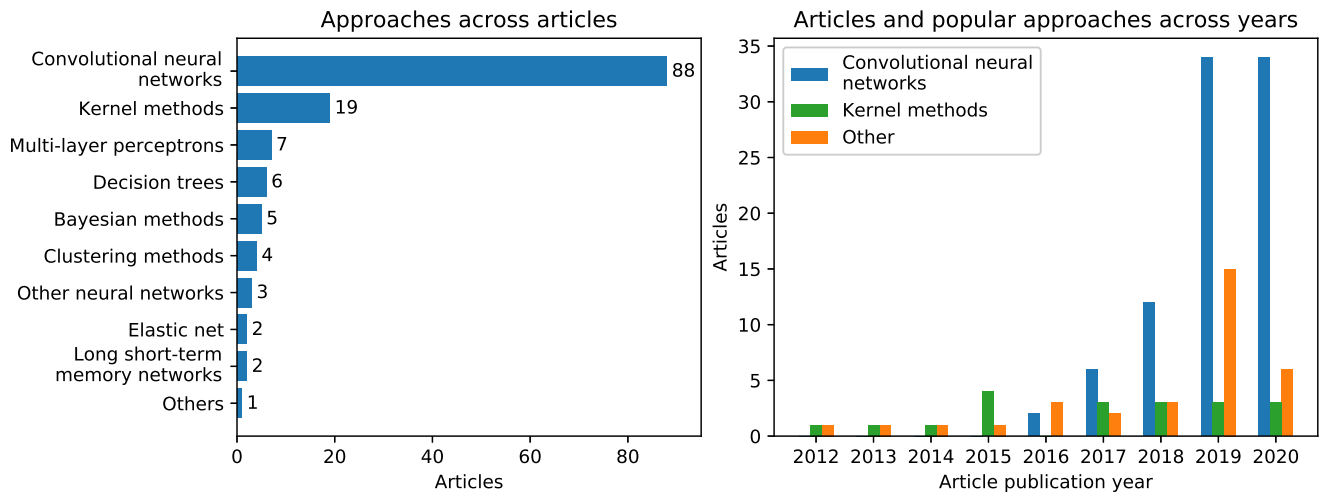 Approaches across articles
Convolutional neural
networks
88
Kernel methods
19
Multi-layer perceptrons
7
Decision trees
6
Bayesian methods
5
Clustering methods
4
Other neural networks
3
Elastic net
2
Long short-term
memory networks
2
Others
1
0 20 40 60 80
Articles
Articles and popular approaches across years
Convolutional neural
networks
Kernel methods
Other
35
30
25
20
15
10
5
0
Articles
2012 2013 2014 2015 2016 2017 2018 2019 2020
Article publication year